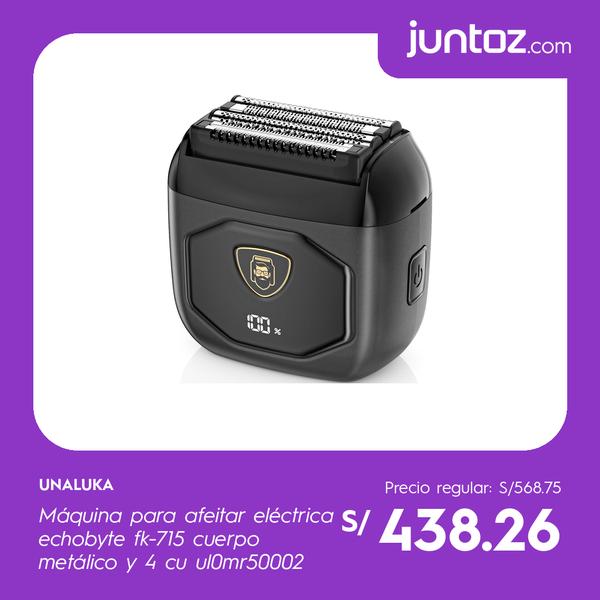 juntoz.com
100 %
UNALUKA
Máquina para afeitar eléctrica
echobyte fk-715 cuerpo
metálico y 4 cu ul0mr50002
Precio regular: S/568.75
S/ 438.26